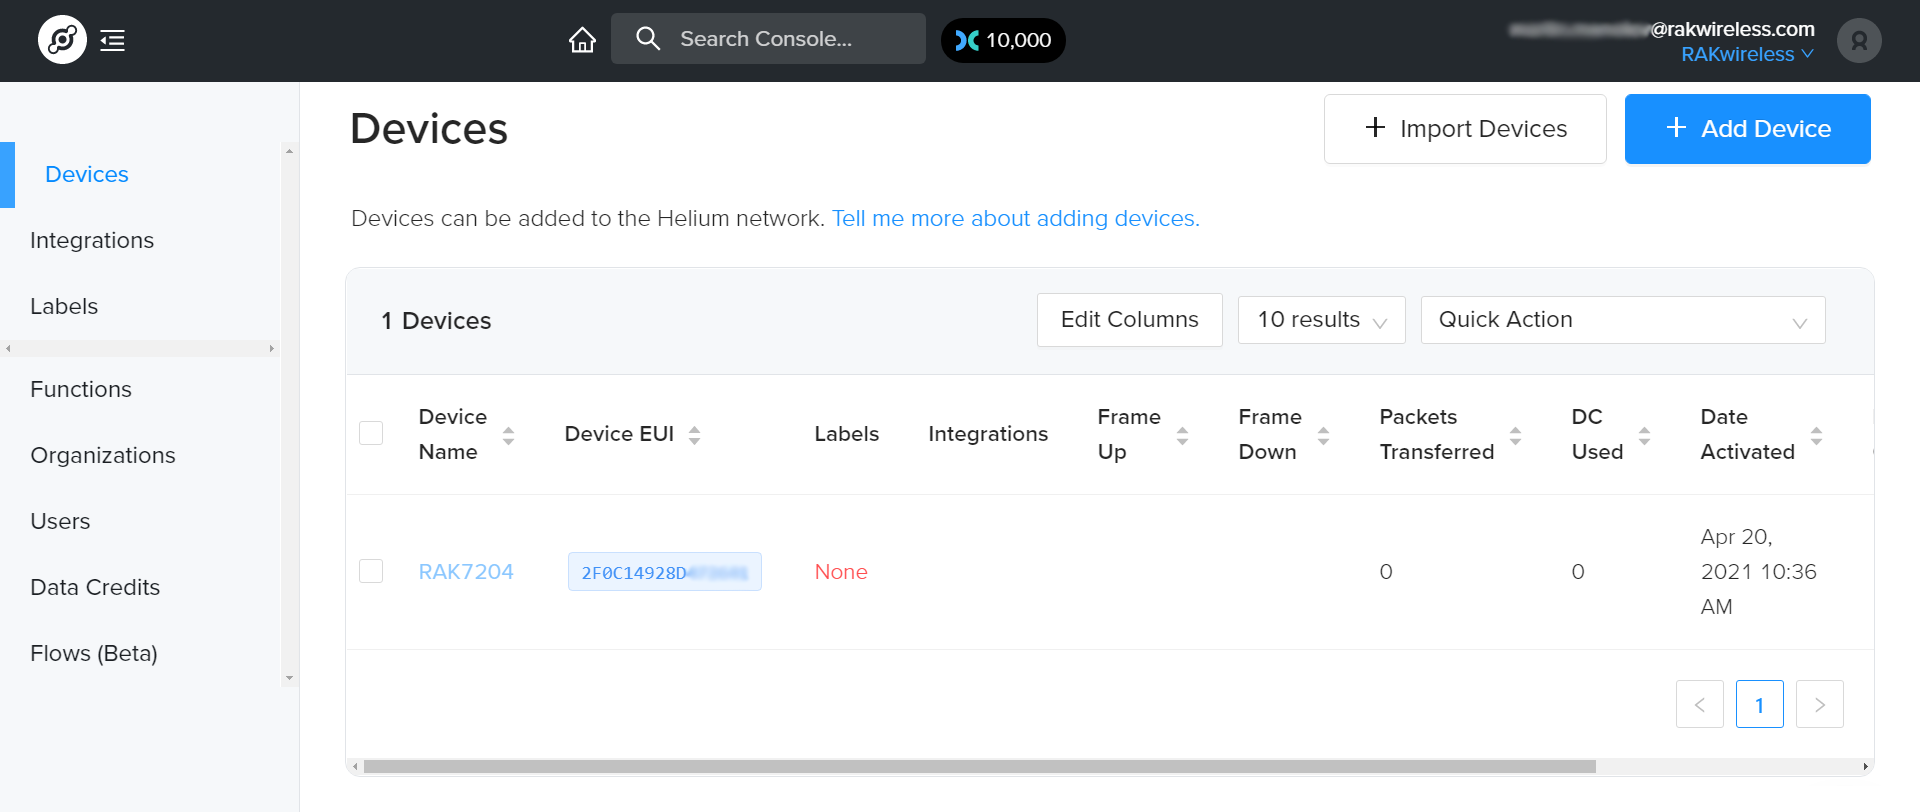 Search Console...
10,000
@rakwireless.com
RAKwireless
Devices
Integrations
Labels
Functions
Organizations
Users
Data Credits
Flows (Beta)
Devices
+ Import Devices
+ Add Device
Devices can be added to the Helium network. Tell me more about adding devices.
1 Devices
Edit Columns
10 results
Quick Action
Device Name
Device EUI
Labels
Integrations
Frame Up
Frame Down
Packets Transferred
DC Used
Date Activated
RAK7204
2F0C14928D
None
0
0
Apr 20,
2021 10:36
AM
< 1 >